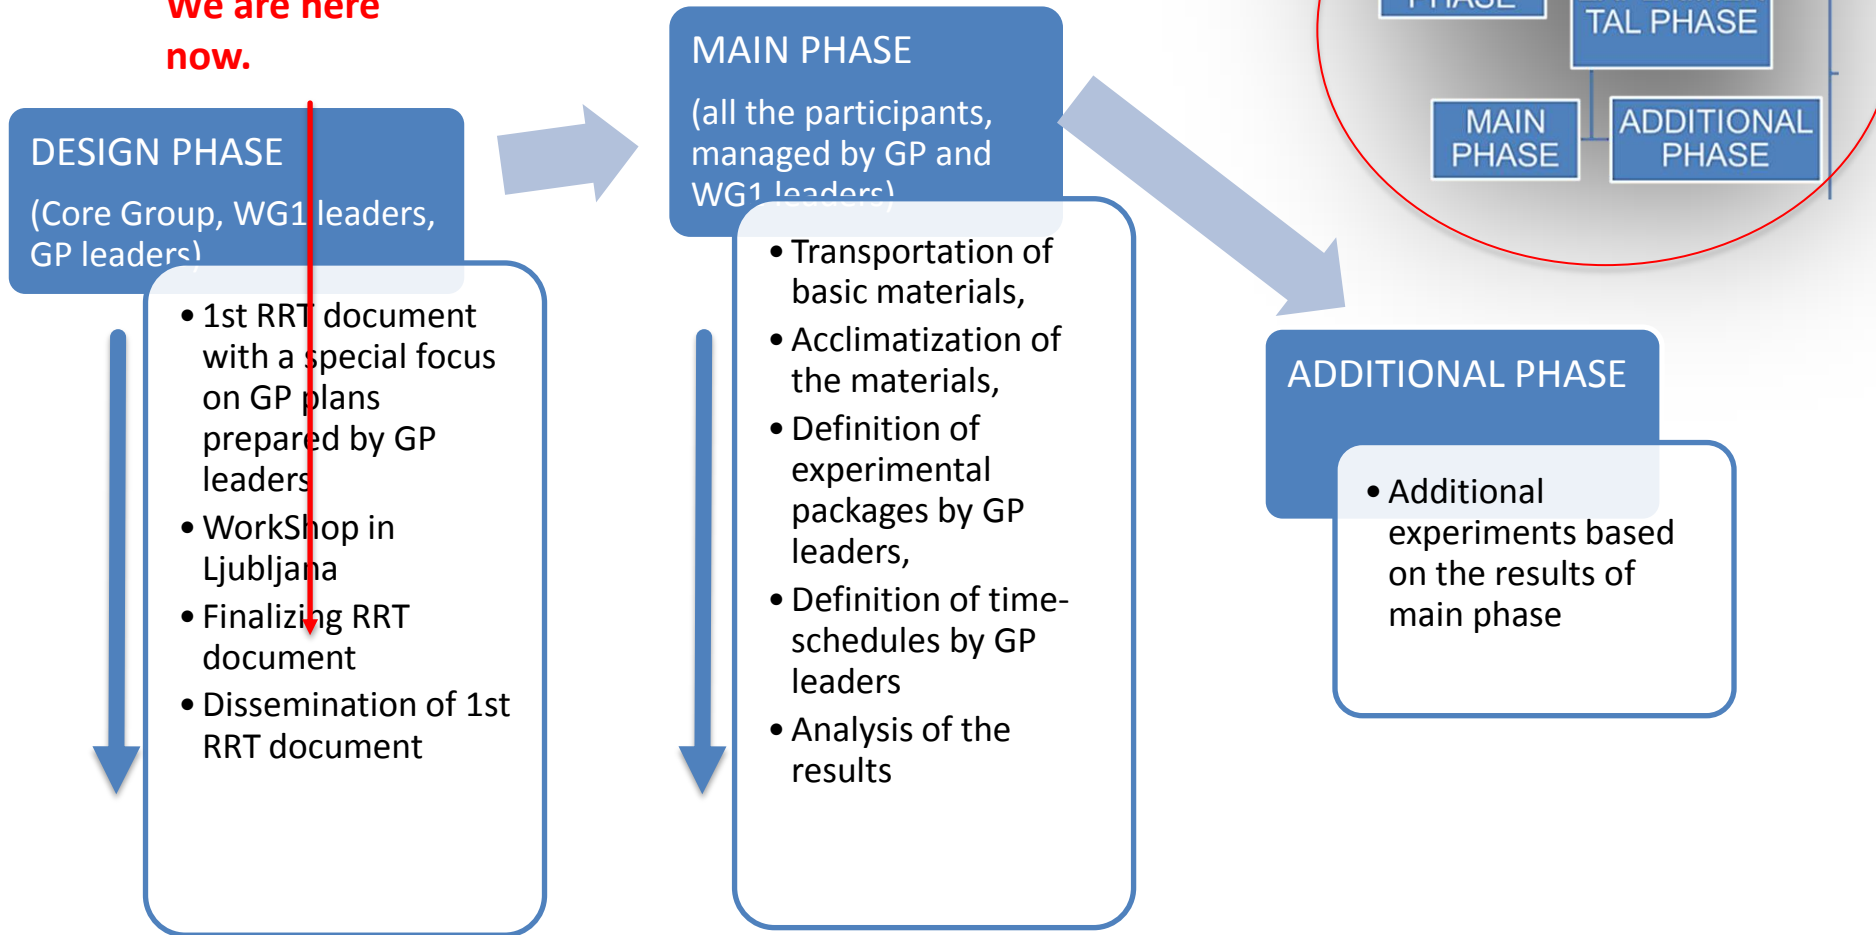 We are here
now.
DESIGN PHASE
(Core Group, WG1 leaders,
GP leaders)
• 1st RRT document
with a special focus
on GP plans
prepared by GP
leaders
• WorkShop in
Ljubljana
• Finalizing RRT
document
• Dissemination of 1st
RRT document
MAIN PHASE
(all the participants,
managed by GP and
WG1 leaders)
• Transportation of
basic materials,
• Acclimatization of
the materials,
• Definition of
experimental
packages by GP
leaders,
• Definition of time-
schedules by GP
leaders
• Analysis of the
results
ADDITIONAL PHASE
• Additional
experiments based
on the results of
main phase
PHASE
EXPERIMEN
TAL PHASE
MAIN
PHASE
ADDITIONAL
PHASE